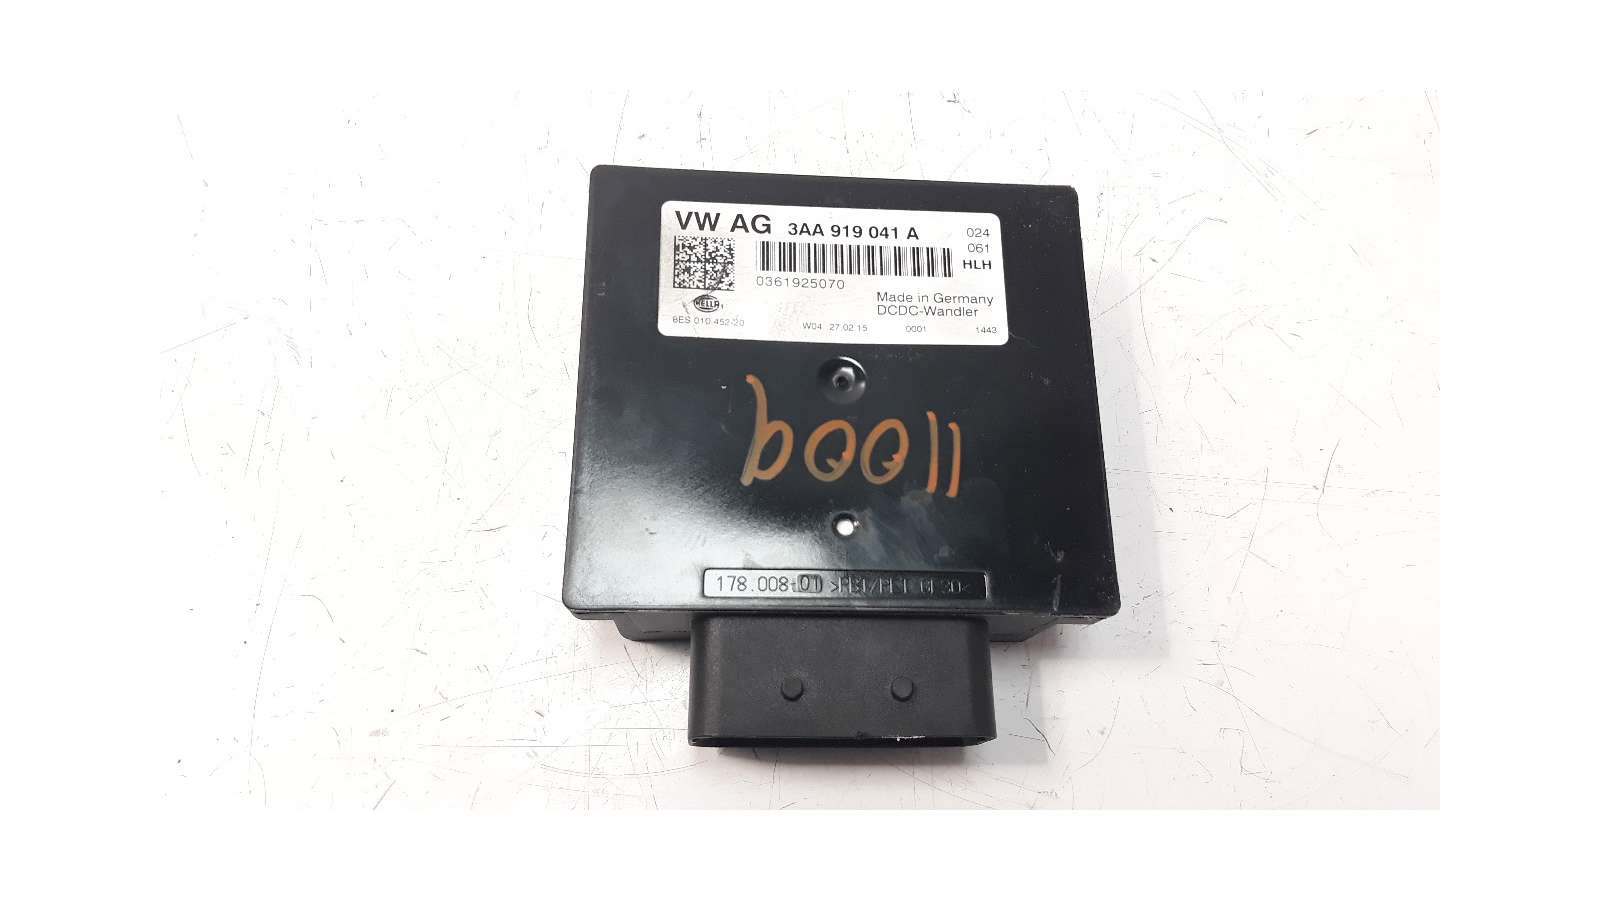 VW AG 3AA 919 041 A 024
061
HLH
0361925070
Made in Germany
DCDC-Wandler
HELLA
8ES 010.452-20 W04 27.02.15 0001 1443
178.008-01